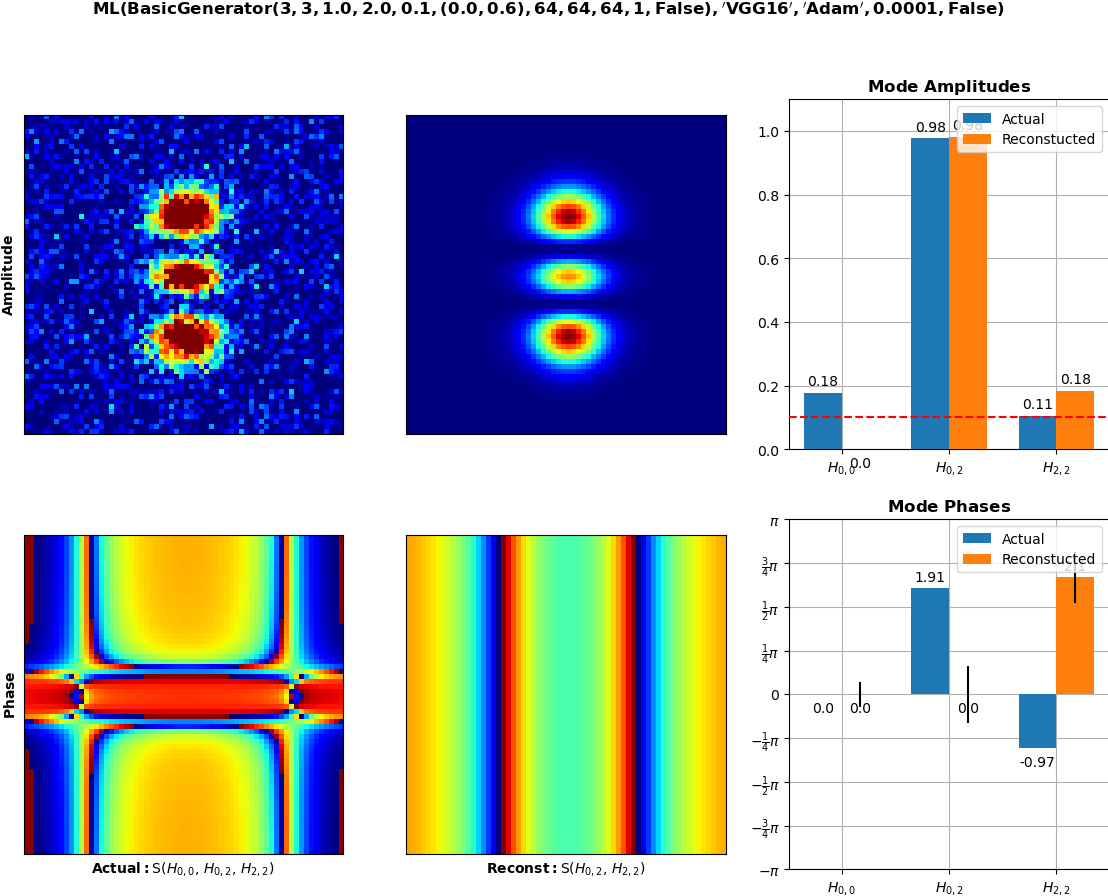 ML(BasicGenerator(3, 3, 1.0, 2.0, 0.1, (0.0, 0.6), 64, 64, 64, 1, False), ′VGG16′, ′Adam′, 0.0001, False)
Amplitude
Mode Amplitudes
Actual
Reconstucted
1.0
0.8
0.6
0.4
0.2
0.0
0.18
0.0
0.98
0.98
0.11
0.18
H0,0
H0,2
H2,2
Phase
Actual: S(H0,0, H0,2, H2,2)
Reconst: S(H0,2, H2,2)
Mode Phases
Actual
Reconstucted
π
3/4π
1/2π
1/4π
0
−1/4π
−1/2π
−3/4π
−π
0.0
0.0
1.91
0.0
-0.97
2.1
H0,0
H0,2
H2,2